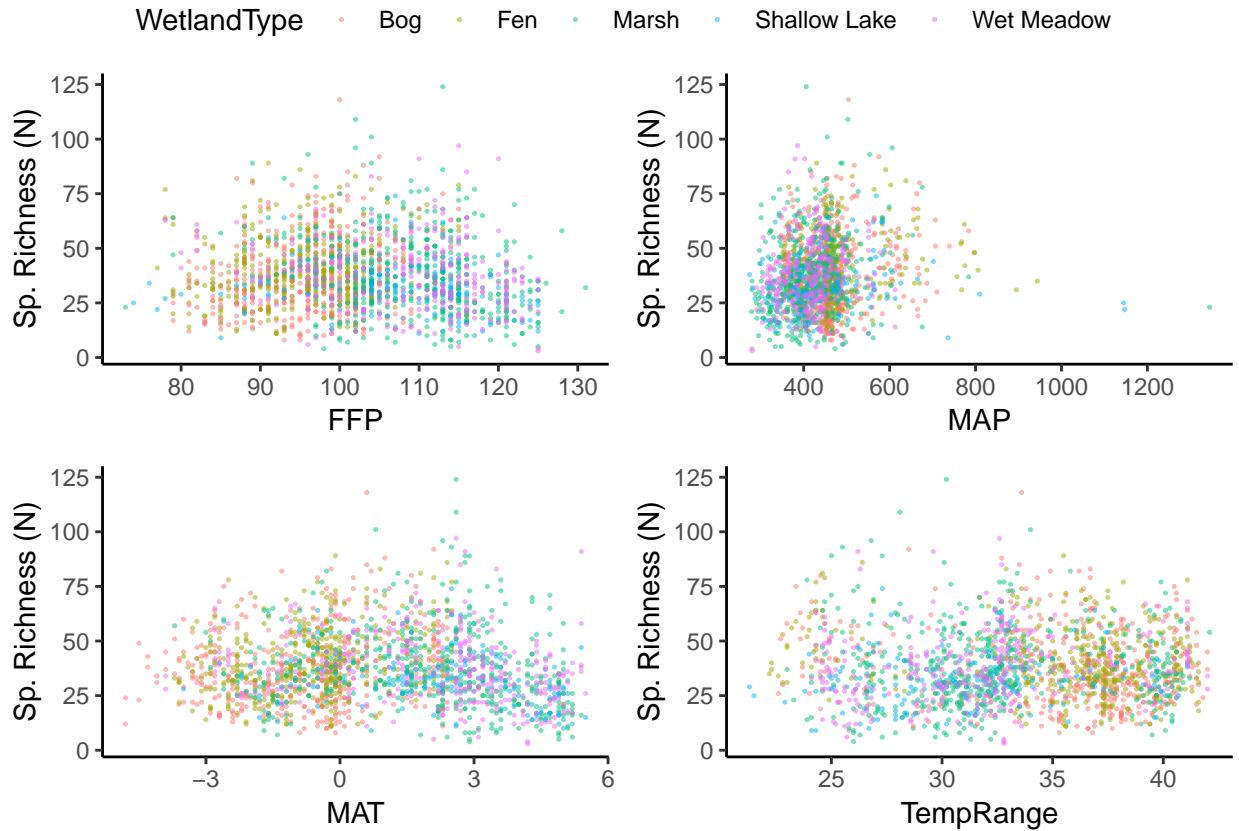 WetlandType Bog Fen Marsh Shallow Lake Wet Meadow
125
100
75
50
25
0
Sp. Richness (N)
80 90 100 110 120 130
FFP
125
100
75
50
25
0
Sp. Richness (N)
400 600 800 1000 1200
MAP
125
100
75
50
25
0
Sp. Richness (N)
−3 0 3 6
MAT
125
100
75
50
25
0
Sp. Richness (N)
25 30 35 40
TempRange